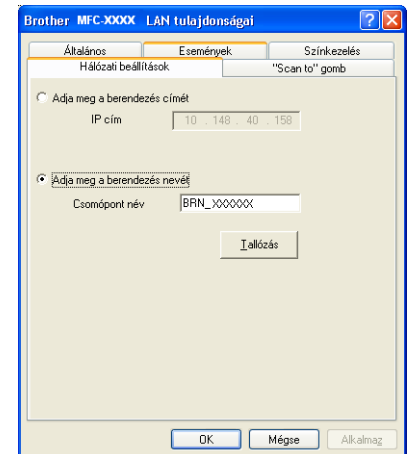 Brother MFC-XXXX LAN tulajdonságai
Általános Események Színkezelés
Hálózati beállítások "Scan to" gomb
Adja meg a berendezés címét
IP cím 10 . 148 . 40 . 158
Adja meg a berendezés nevét
Csomópont név BRN_XXXXXX
Tallózás
OK Mégse Alkalmaz